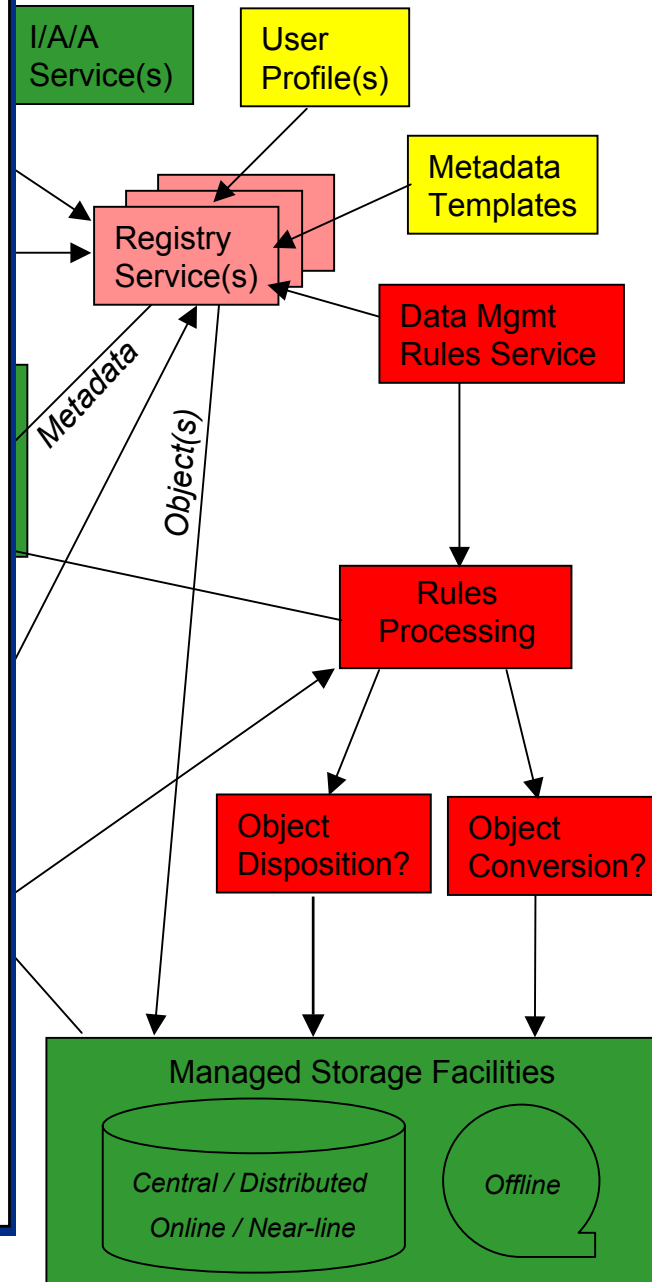 I/A/A
Service(s)
User
Profile(s)
Metadata
Templates
Registry
Service(s)
Data Mgmt
Rules Service
Metadata
Object(s)
Rules
Processing
Object
Disposition?
Object
Conversion?
Managed Storage Facilities
Central / Distributed
Online / Near-line
Offline